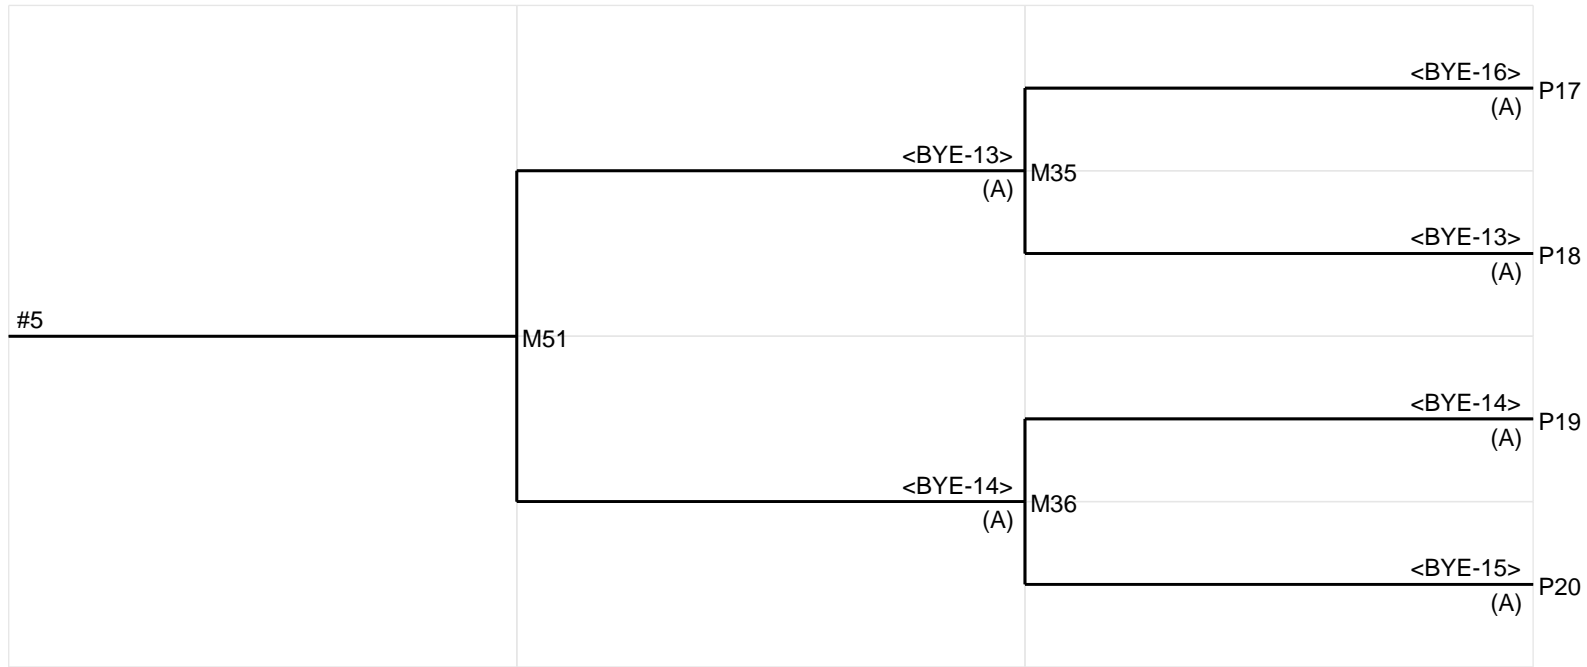 <BYE-16>
P17
(A)
<BYE-13>
M35
(A)
<BYE-13>
P18
(A)
#5
M51
<BYE-14>
P19
(A)
<BYE-14>
M36
(A)
<BYE-15>
P20
(A)